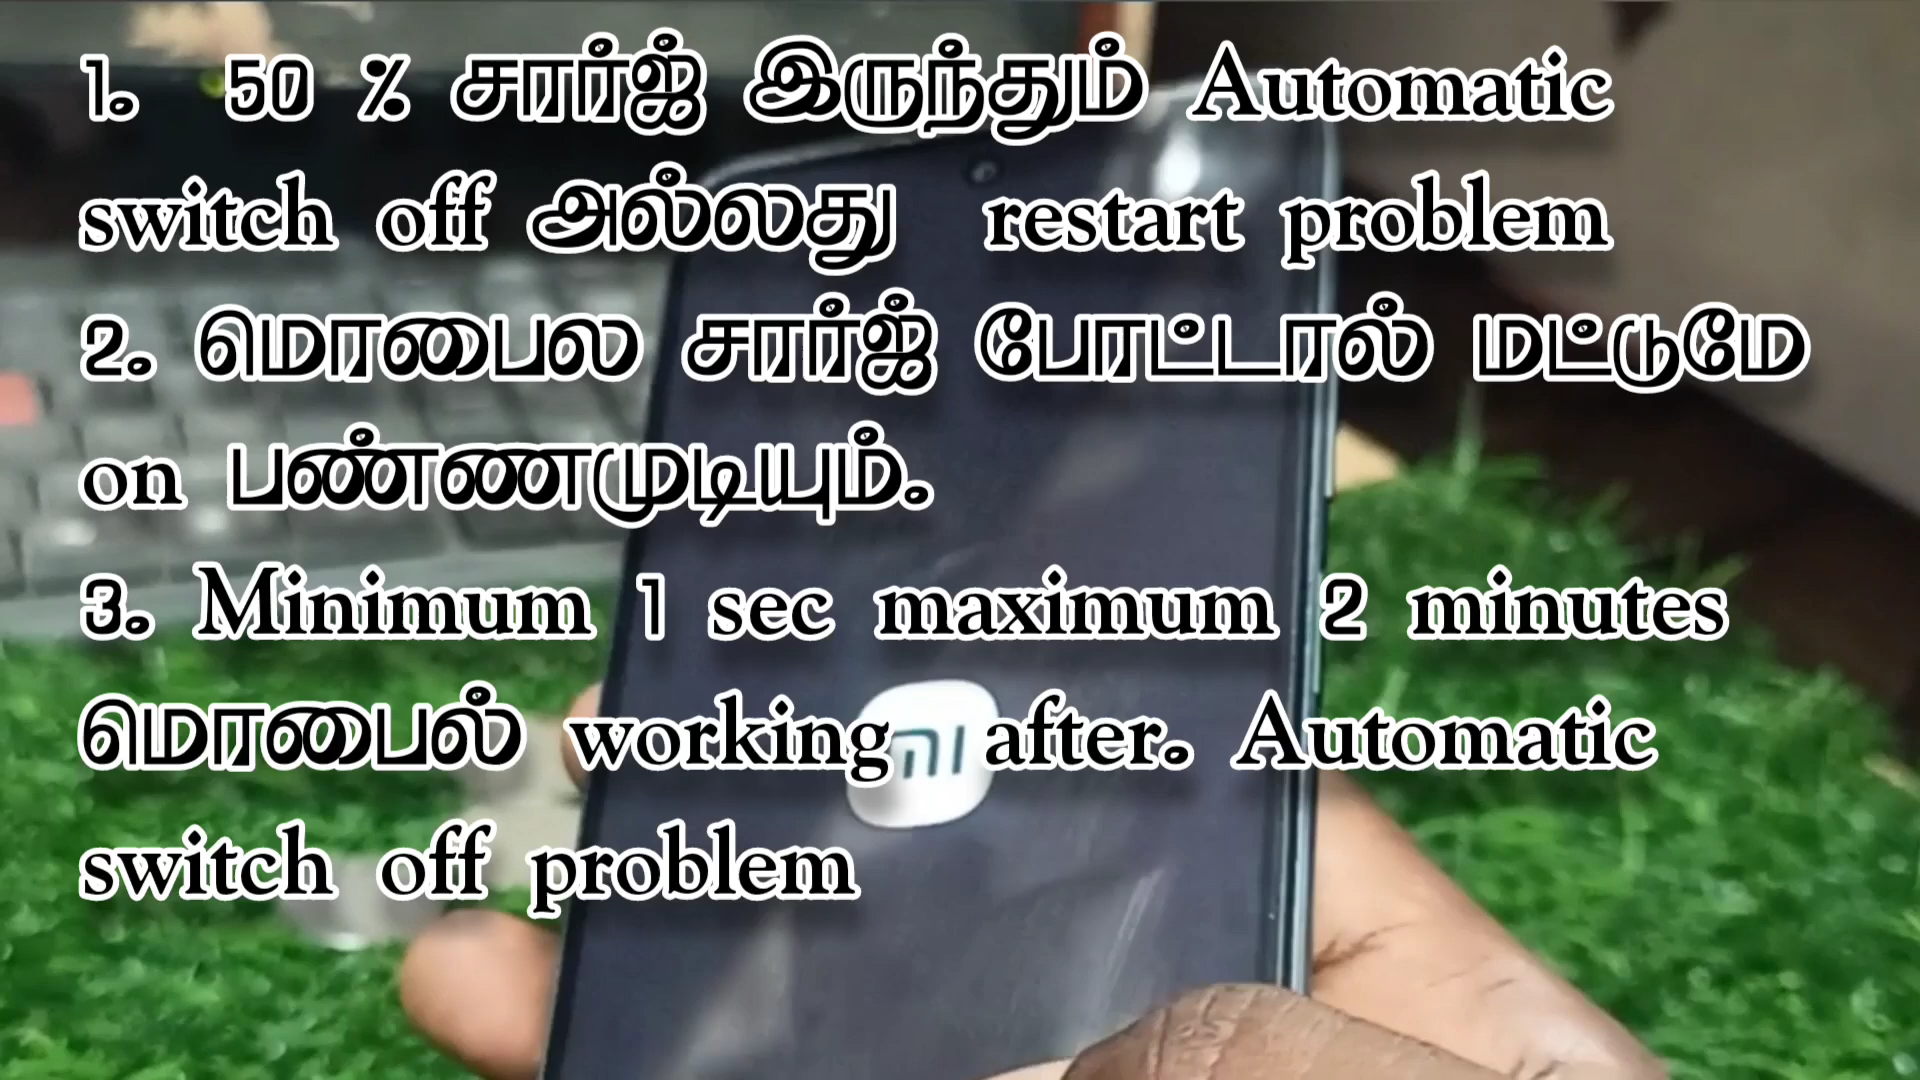 1. 50 % சார்ஜ் இருந்தும் Automatic
switch off அல்லது restart problem
2. மொபைல சார்ஜ் போட்டால் மட்டுமே
on பண்ணமுடியும்.
3. Minimum 1 sec maximum 2 minutes
மொபைல் working after. Automatic
switch off problem
mi